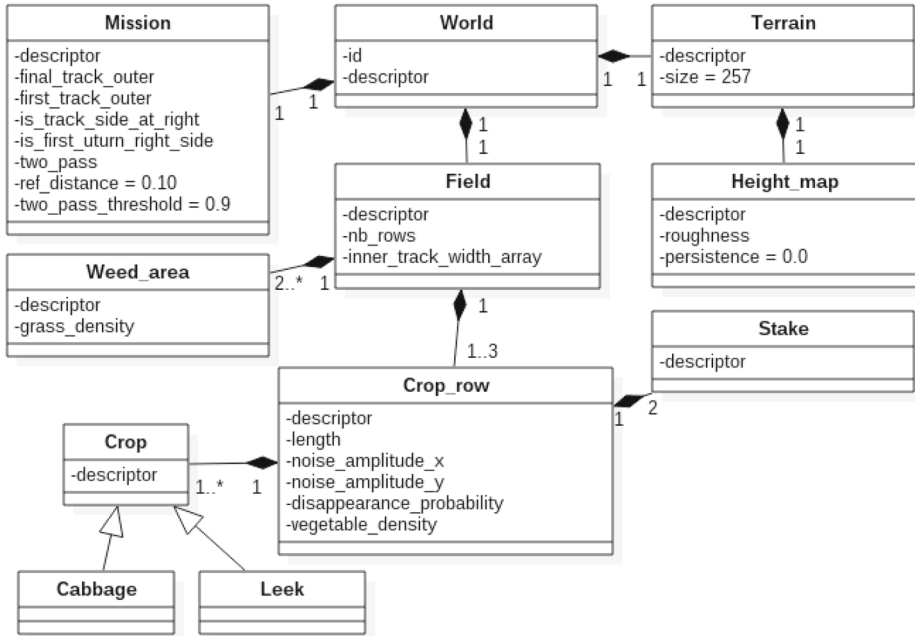 Mission
-descriptor
-final_track_outer
-first_track_outer
-is_track_side_at_right
-is_first_uturn_right_side
-two_pass
-ref_distance = 0.10
-two_pass_threshold = 0.9
1
1
World
-id
-descriptor
1
1
Terrain
-descriptor
-size = 257
1
1
1
1
Field
-descriptor
-nb_rows
-inner_track_width_array
Height_map
-descriptor
-roughness
-persistence = 0.0
Weed_area
-descriptor
-grass_density
2..*
1
1
1..3
Stake
-descriptor
Crop_row
-descriptor
-length
-noise_amplitude_x
-noise_amplitude_y
-disappearance_probability
-vegetable_density
1
2
Crop
-descriptor
1..*
1
Cabbage
Leek